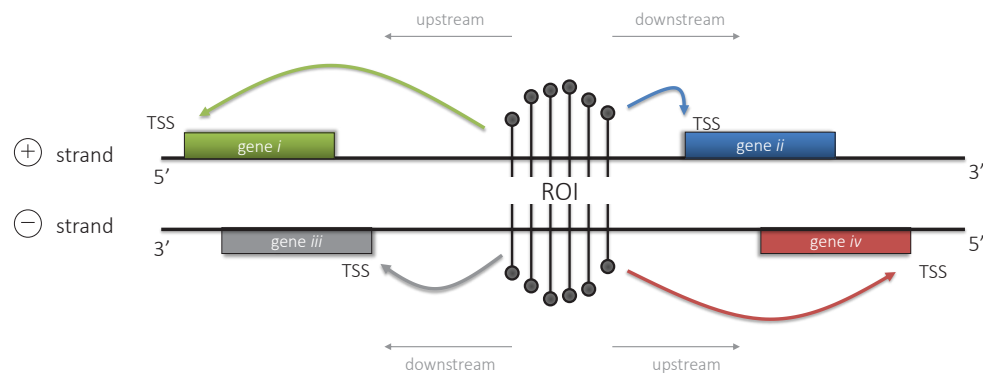 upstream
downstream
TSS
TSS
+ strand
gene i
gene ii
5’
3’
ROI
− strand
3’
5’
gene iii
gene iv
TSS
TSS
downstream
upstream